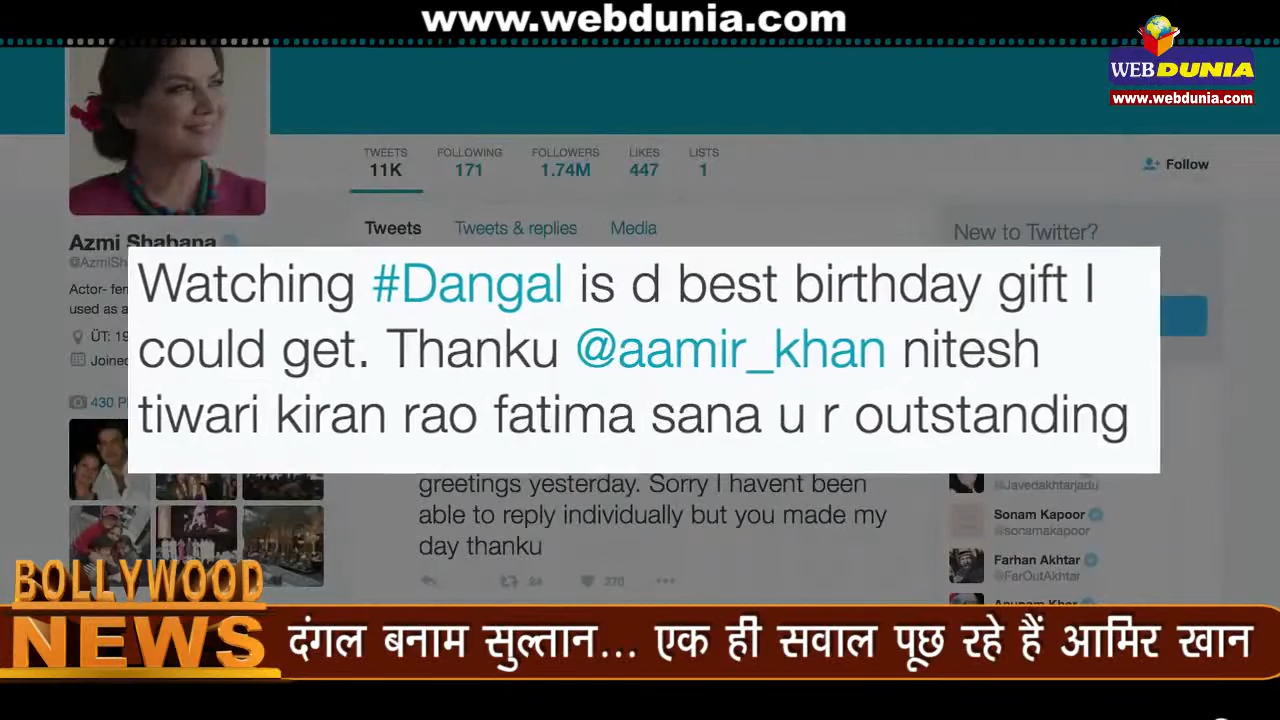 www.webdunia.com
WEBDUNIA
www.webdunia.com
TWEETS FOLLOWING FOLLOWERS LIKES LISTS
11K 171 1.74M 447 1
Follow
Tweets Tweets & replies Media
New to Twitter?
Azmi Shabana
@AzmiSh
Actor- fem
used as a
Joined
430 P
Watching #Dangal is d best birthday gift I
could get. Thanku @aamir_khan nitesh
tiwari kiran rao fatima sana u r outstanding
greetings yesterday. Sorry I havent been
able to reply individually but you made my
day thanku
24 270
@Javedakhtarjadu
Sonam Kapoor
@sonamakapoor
Farhan Akhtar
@FarOutAkhtar
Anupam Kher
BOLLYWOOD
NEWS
दंगल बनाम सुल्तान... एक ही सवाल पूछ रहे हैं आमिर खान